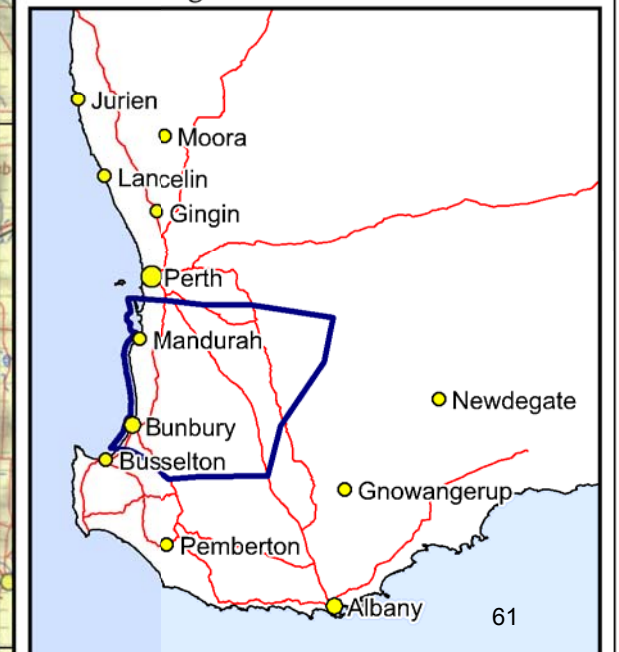 Jurien
Moora
Lancelin
Gingin
Perth
Mandurah
Newdegate
Bunbury
Busselton
Gnowangerup
Pemberton
Albany
61